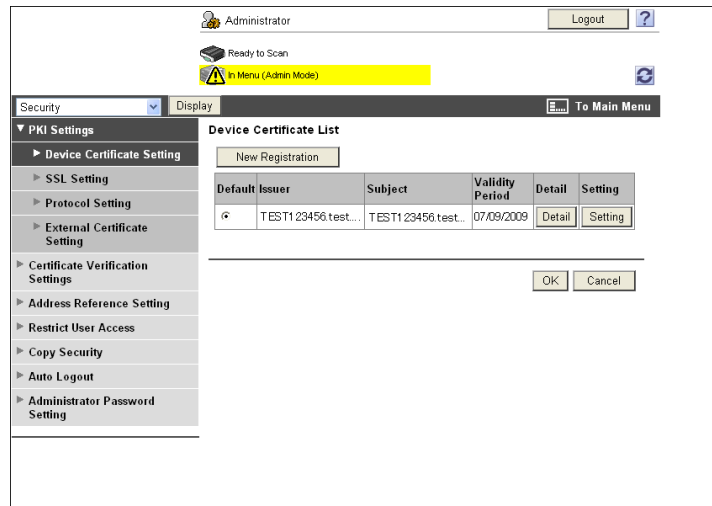 Administrator
Logout
?
Ready to Scan
In Menu (Admin Mode)
Security
Display
To Main Menu
PKI Settings
Device Certificate Setting
SSL Setting
Protocol Setting
External Certificate
Setting
Certificate Verification
Settings
Address Reference Setting
Restrict User Access
Copy Security
Auto Logout
Administrator Password
Setting
Device Certificate List
New Registration
Default Issuer Subject Validity Period Detail Setting
TEST123456.test.... TEST123456.test... 07/09/2009 Detail Setting
OK Cancel